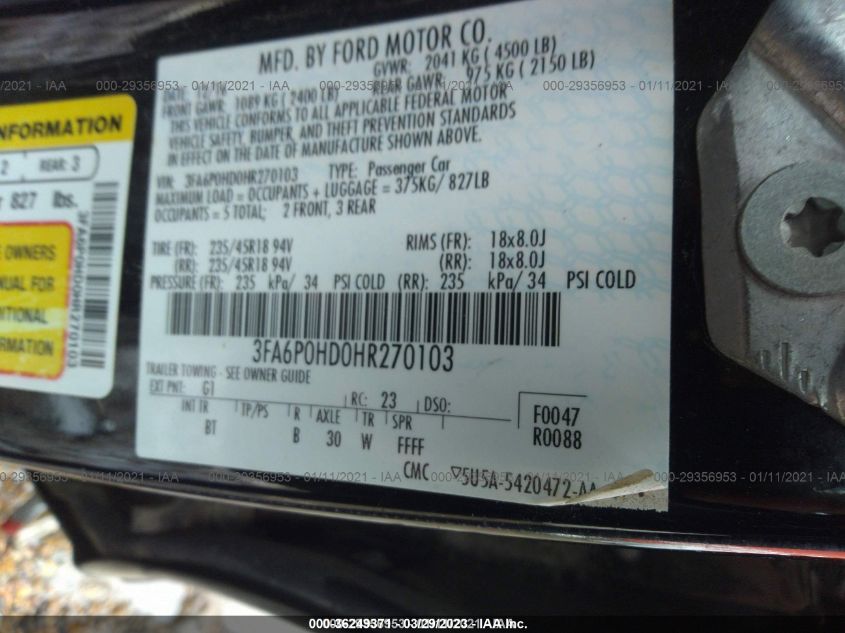 MFD. BY FORD MOTOR CO.
GVWR: 2041 KG ( 4500 LB)
FRONT GAWR: 1089 KG ( 2400 LB) GAWR: 975 KG ( 2150 LB)
THIS VEHICLE CONFORMS TO ALL APPLICABLE FEDERAL MOTOR
VEHICLE SAFETY, BUMPER, AND THEFT PREVENTION STANDARDS
IN EFFECT ON THE DATE OF MANUFACTURE SHOWN ABOVE.
VIN: 3FA6P0HD0HR270103 TYPE: Passenger Car
MAXIMUM LOAD = OCCUPANTS + LUGGAGE = 375KG/ 827LB
OCCUPANTS = 5 TOTAL; 2 FRONT, 3 REAR
TIRE (FR): 235/45R18 94V RIMS (FR): 18x8.0J
(RR): 235/45R18 94V (RR): 18x8.0J
PRESSURE (FR): 235 kPa/ 34 PSI COLD (RR): 235 kPa/ 34 PSI COLD
3FA6P0HD0HR270103
TRAILER TOWING - SEE OWNER GUIDE
EXT PNT: G1 RC: 23 DSO:
INT TR TP/PS R AXLE TR SPR F0047
BT B 30 W FFFF R0088
CMC ▽5U5A-5420472-AA
INFORMATION
2 REAR: 3
827 lbs.
OWNERS
MANUAL FOR
3FA6P0HD0HR270103
000-29356953 - 01/11/2021 - IAA
000-36249371 - 03/29/2023 - IAA Inc.